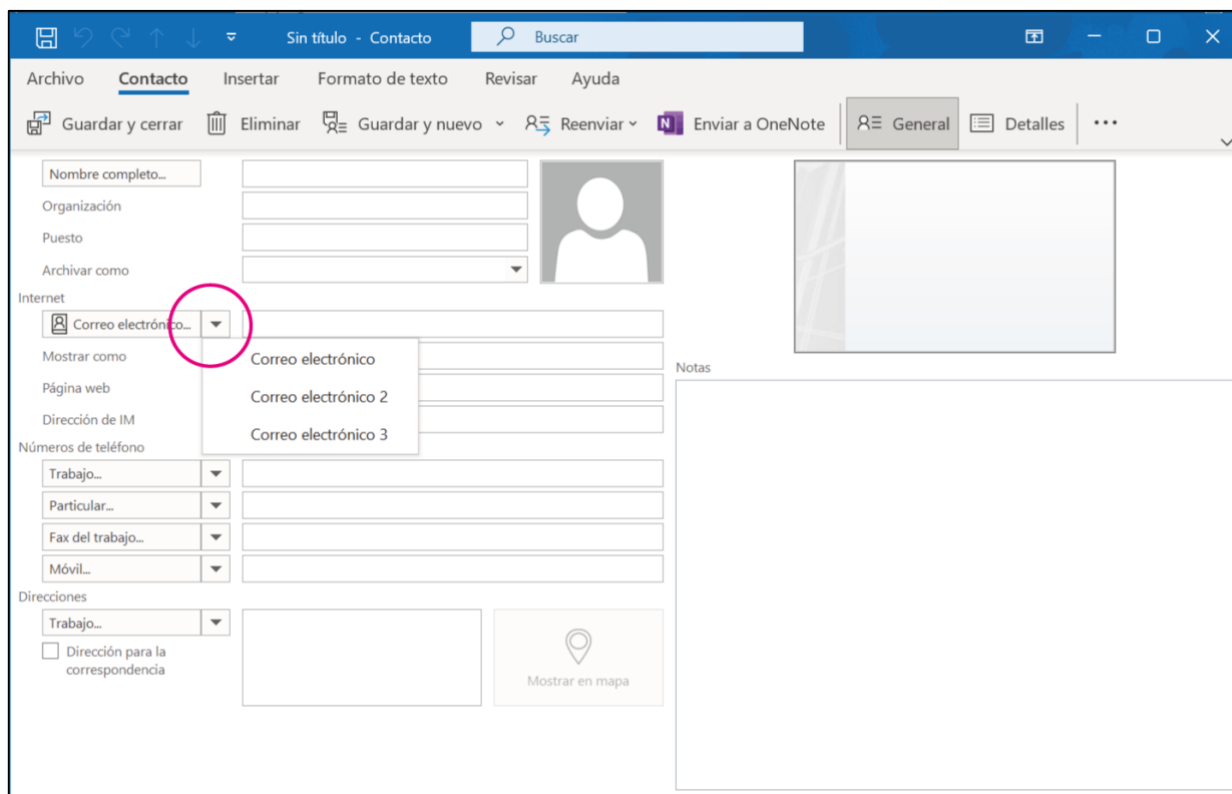 Sin título - Contacto
Buscar
Archivo Contacto Insertar Formato de texto Revisar Ayuda
Guardar y cerrar Eliminar Guardar y nuevo Reenviar N Enviar a OneNote General Detalles ...
Nombre completo...
Organización
Puesto
Archivar como
Internet
Correo electrónico...
Mostrar como
Correo electrónico
Página web
Correo electrónico 2
Dirección de IM
Correo electrónico 3
Notas
Números de teléfono
Trabajo...
Particular...
Fax del trabajo...
Móvil...
Direcciones
Trabajo...
Dirección para la
correspondencia
Mostrar en mapa